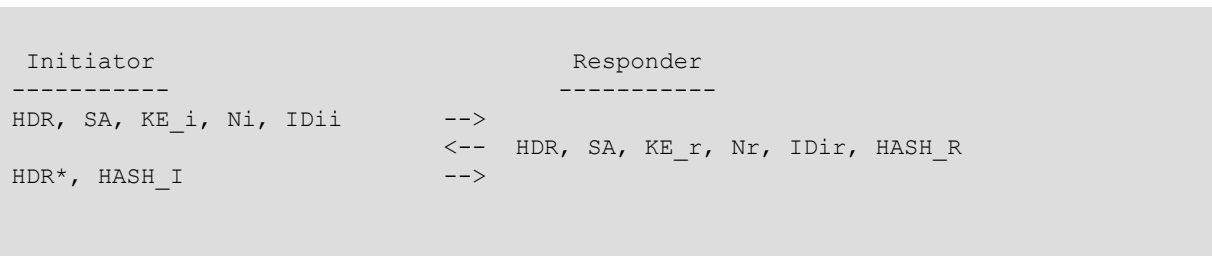 Initiator                          Responder
-----------                        -----------
HDR, SA, KE_i, Ni, IDii      -->
                             <--  HDR, SA, KE_r, Nr, IDir, HASH_R
HDR*, HASH_I                 -->